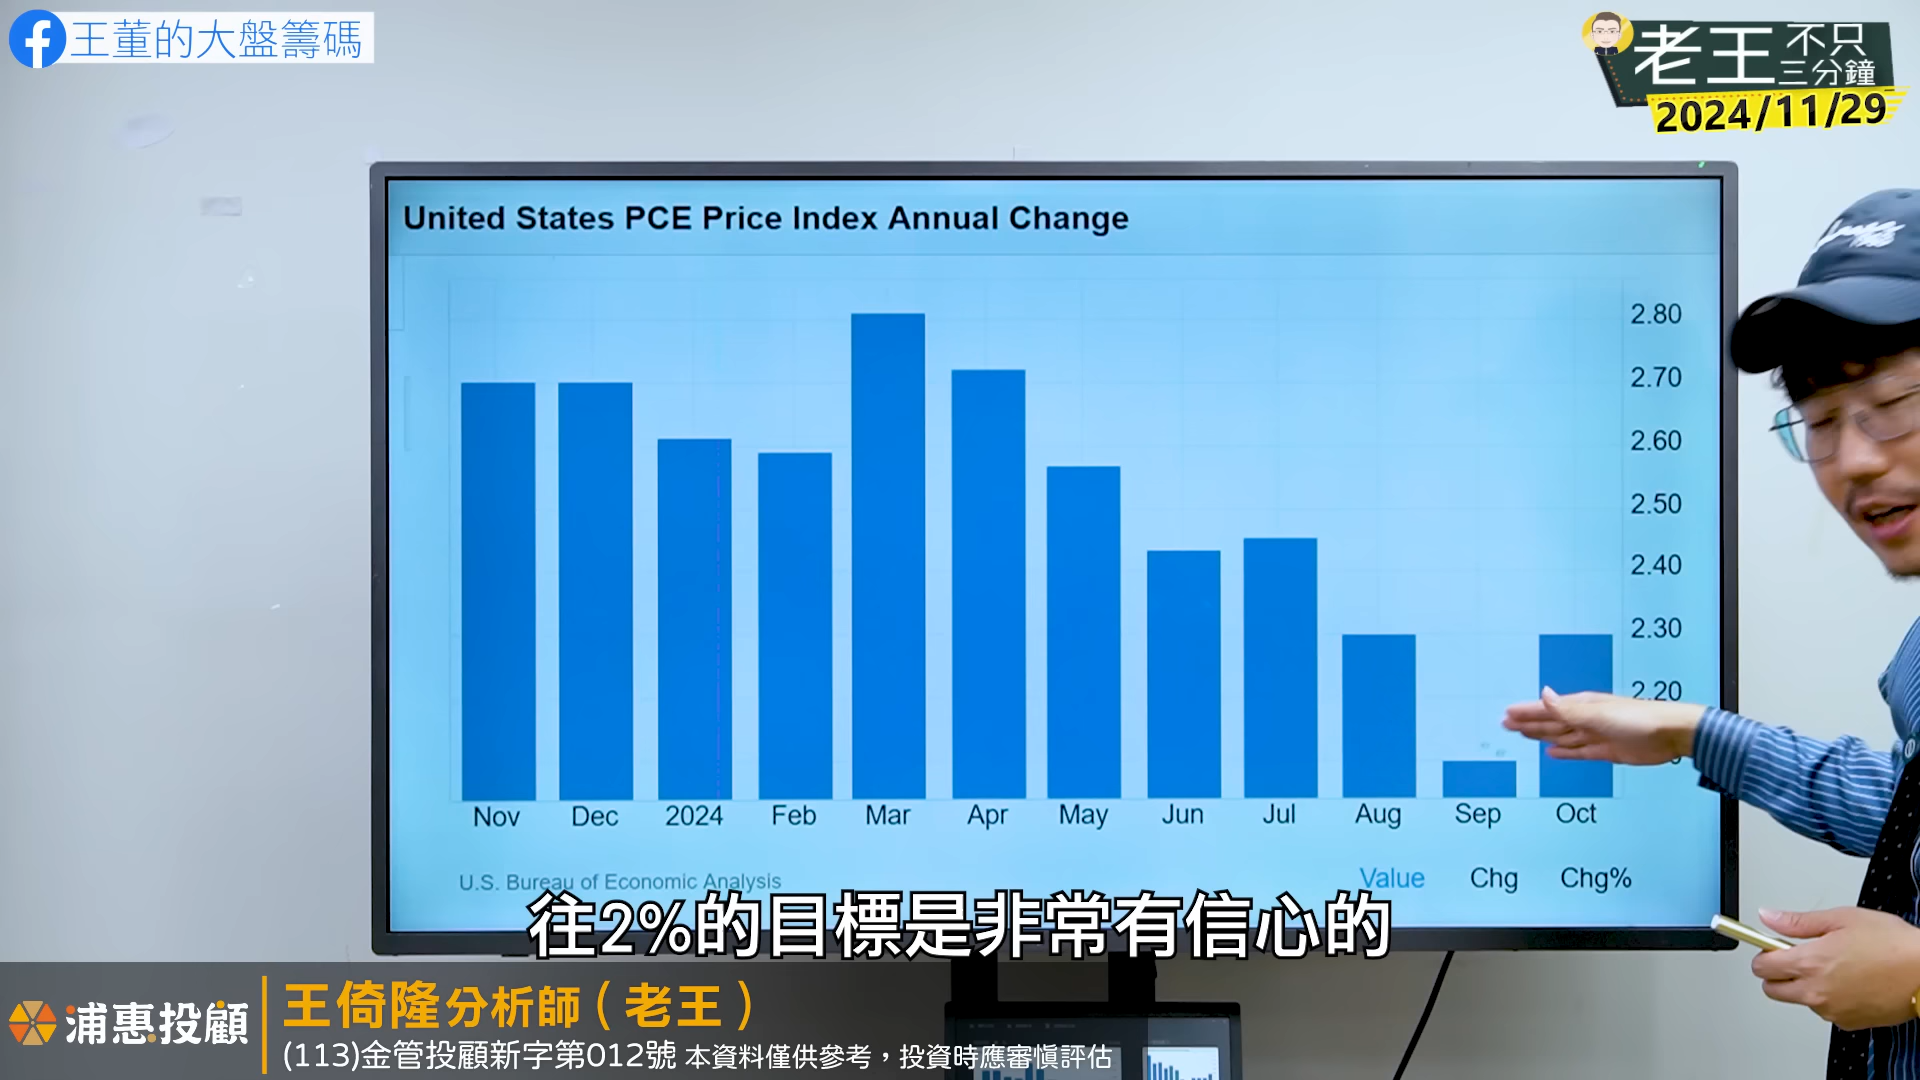 王董的大盤籌碼
老王 不只三分鐘
2024/11/29
United States PCE Price Index Annual Change
2.80
2.70
2.60
2.50
2.40
2.30
2.20
Nov Dec 2024 Feb Mar Apr May Jun Jul Aug Sep Oct
U.S. Bureau of Economic Analysis
Value Chg Chg%
往2%的目標是非常有信心的
浦惠投顧
王倚隆分析師(老王)
(113)金管投顧新字第012號 本資料僅供參考，投資時應審慎評估